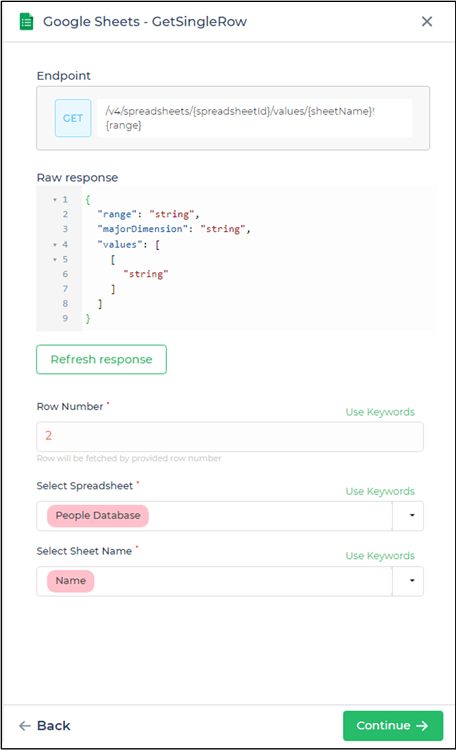 Google Sheets - GetSingleRow
Endpoint
GET
/v4/spreadsheets/{spreadsheetId}/values/{sheetName}!
{range}
Raw response
1 {
2 "range": "string",
3 "majorDimension": "string",
4 "values": [
5 [
6 "string"
7 ]
8 ]
9 }
Refresh response
Row Number *
Use Keywords
2
Row will be fetched by provided row number
Select Spreadsheet *
Use Keywords
People Database
Select Sheet Name *
Use Keywords
Name
← Back
Continue →